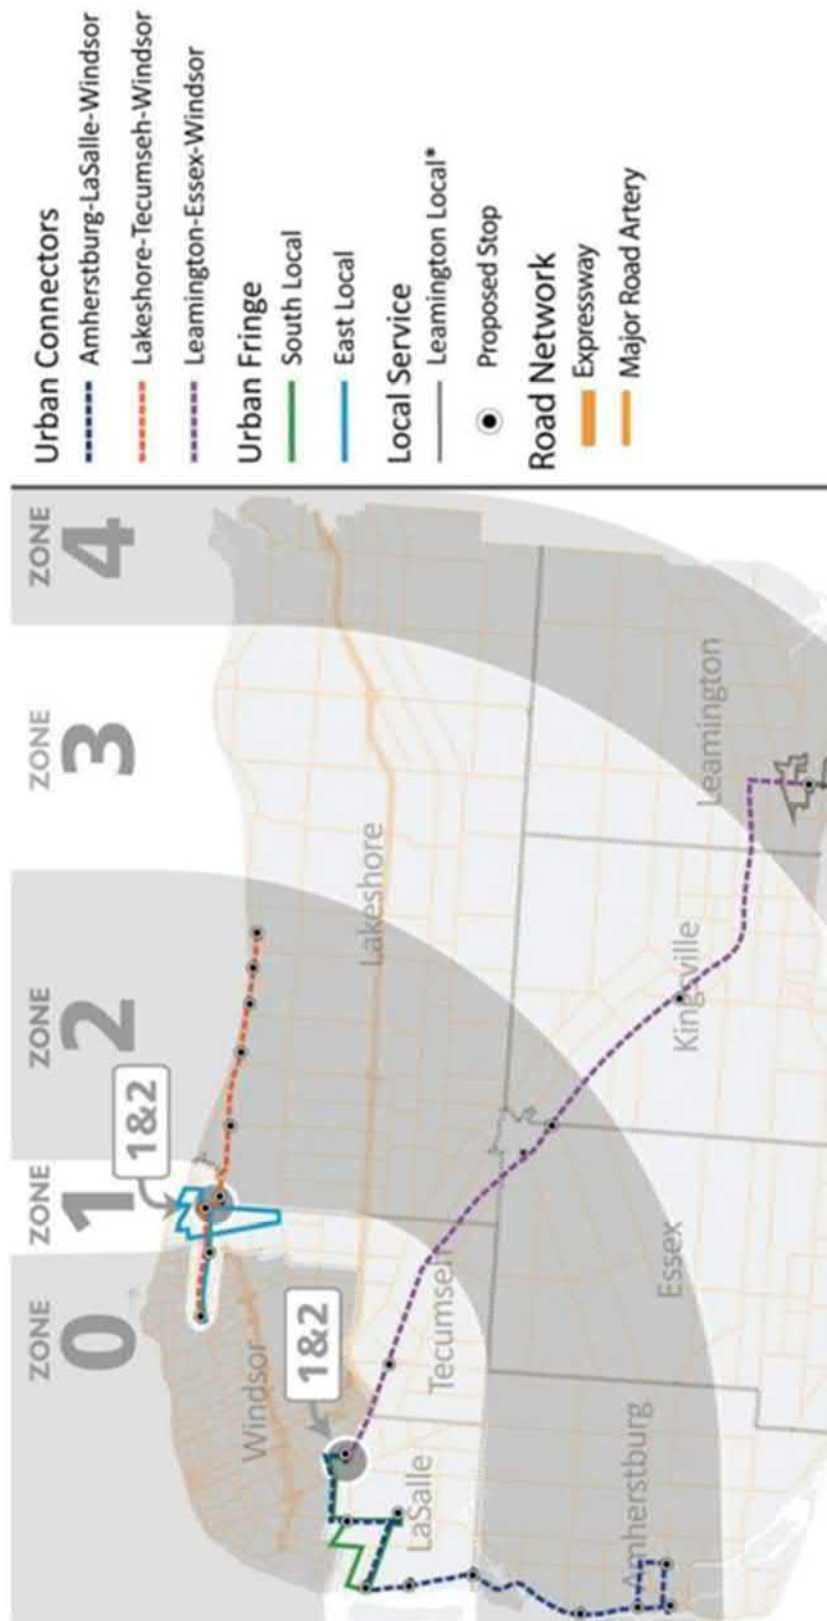 ZONE
0
ZONE
1
ZONE
2
ZONE
3
ZONE
4
1&2
1&2
Windsor
LaSalle
Tecumseh
Lakeshore
Amherstburg
Essex
Kingsville
Leamington
Urban Connectors
Amherstburg-LaSalle-Windsor
Lakeshore-Tecumseh-Windsor
Leamington-Essex-Windsor
Urban Fringe
South Local
East Local
Local Service
Leamington Local*
Proposed Stop
Road Network
Expressway
Major Road Artery